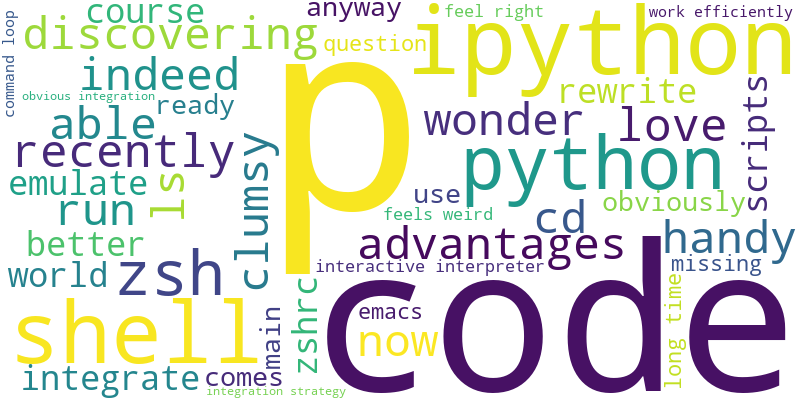 course
anyway
feel right
work efficiently
command loop
discovering
question
p
ipython
indeed
obvious integration
ready
rewrite
able
wonder
love
scripts
recently
clumsy
python
emulate
ls
use
obviously
run
feels weird
cd
better
advantages
handy
world
zsh
interactive interpreter
missing
shell
main
zshrc
emacs
code
long time
now
integrate
comes
integration strategy